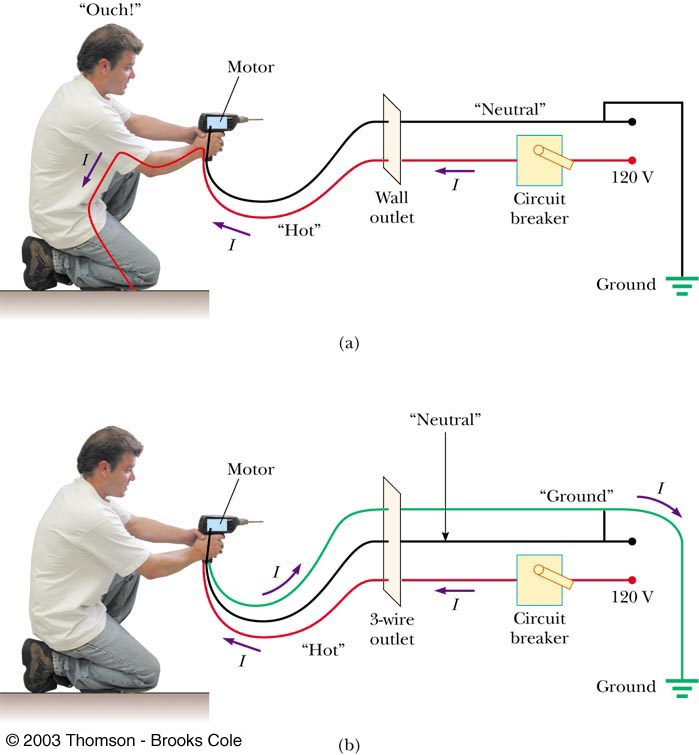 “Ouch!”
Motor
“Neutral”
I
I
Wall
outlet
Circuit
breaker
120 V
I
“Hot”
Ground
(a)
“Neutral”
Motor
“Ground”
I
I
I
3-wire
outlet
Circuit
breaker
120 V
I
“Hot”
Ground
© 2003 Thomson - Brooks Cole
(b)